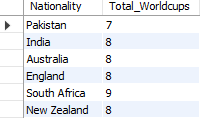 Nationality Total_Worldcups
Pakistan 7
India 8
Australia 8
England 8
South Africa 9
New Zealand 8